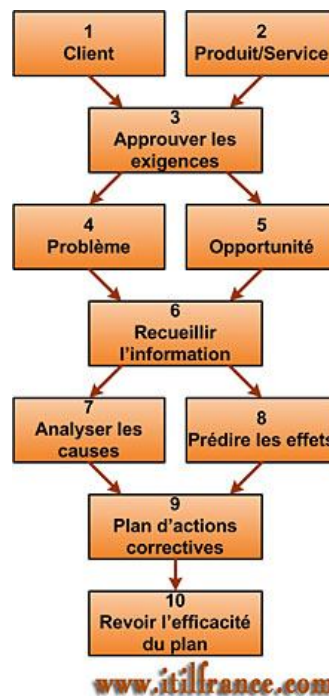 1
Client
2
Produit/Service
3
Approuver les
exigences
4
Problème
5
Opportunité
6
Recueillir
l'information
7
Analyser les
causes
8
Prédire les effets
9
Plan d'actions
correctives
10
Revoir l'efficacité
du plan
www.itilfrance.com